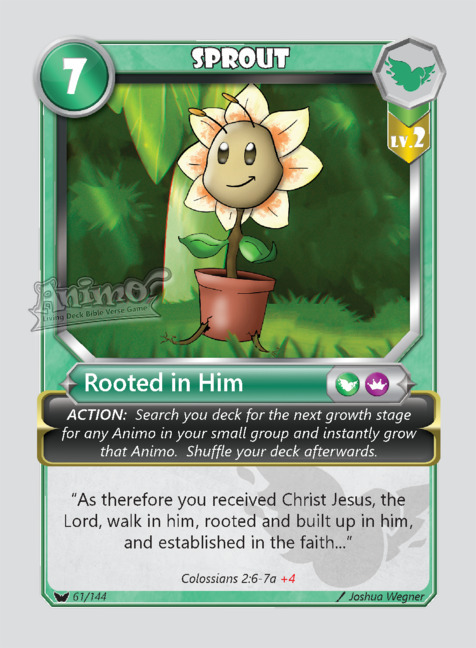 7
SPROUT
LV.2
Animo
Living Deck Bible Verse Game
Rooted in Him
ACTION: Search you deck for the next growth stage
for any Animo in your small group and instantly grow
that Animo. Shuffle your deck afterwards.
“As therefore you received Christ Jesus, the
Lord, walk in him, rooted and built up in him,
and established in the faith...”
Colossians 2:6-7a +4
61/144
Joshua Wegner